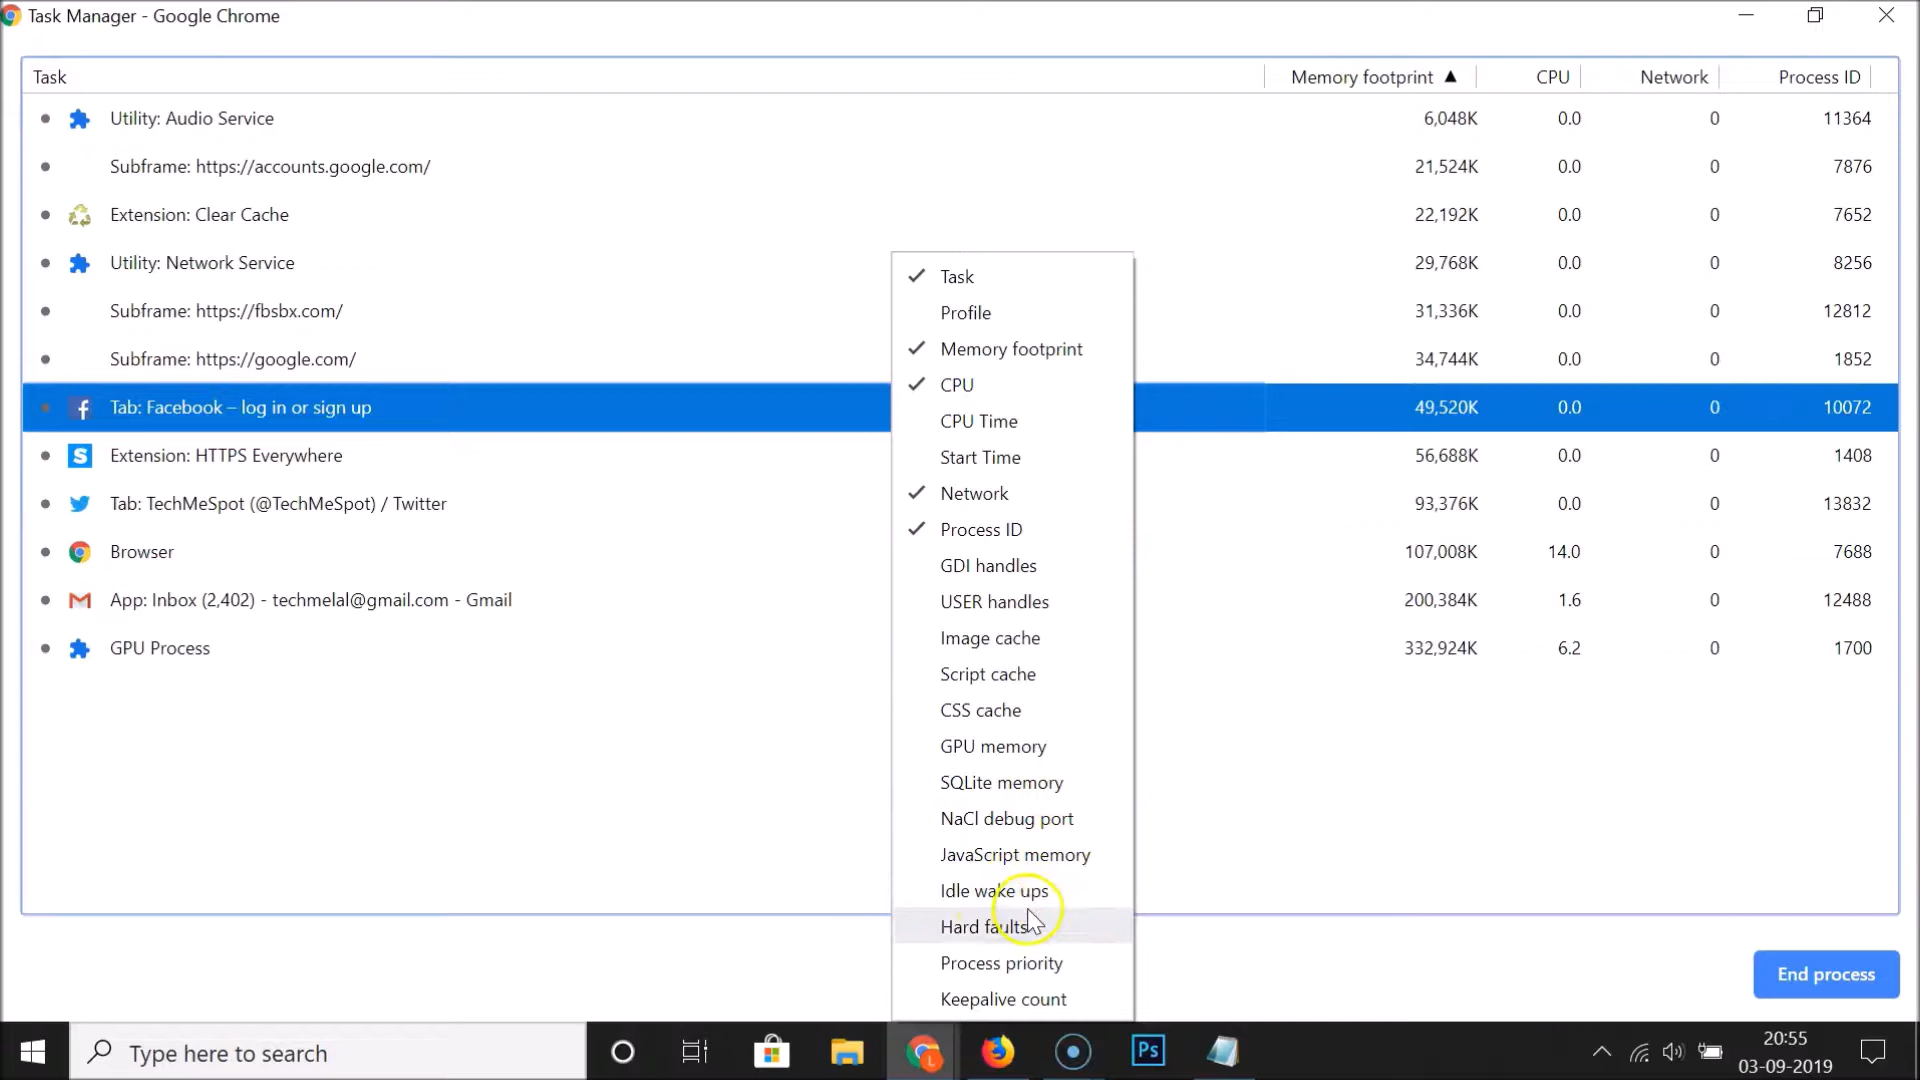 Task Manager - Google Chrome
Task Memory footprint ▲ CPU Network Process ID
Utility: Audio Service 6,048K 0.0 0 11364
Subframe: https://accounts.google.com/ 21,524K 0.0 0 7876
Extension: Clear Cache 22,192K 0.0 0 7652
Utility: Network Service 29,768K 0.0 0 8256
Subframe: https://fbsbx.com/ 31,336K 0.0 0 12812
Subframe: https://google.com/ 34,744K 0.0 0 1852
Tab: Facebook – log in or sign up 49,520K 0.0 0 10072
Extension: HTTPS Everywhere 56,688K 0.0 0 1408
Tab: TechMeSpot (@TechMeSpot) / Twitter 93,376K 0.0 0 13832
Browser 107,008K 14.0 0 7688
App: Inbox (2,402) - techmelal@gmail.com - Gmail 200,384K 1.6 0 12488
GPU Process 332,924K 6.2 0 1700
Task
Profile
Memory footprint
CPU
CPU Time
Start Time
Network
Process ID
GDI handles
USER handles
Image cache
Script cache
CSS cache
GPU memory
SQLite memory
NaCl debug port
JavaScript memory
Idle wake ups
Hard faults
Process priority
Keepalive count
End process
Type here to search
L
Ps
20:55
03-09-2019